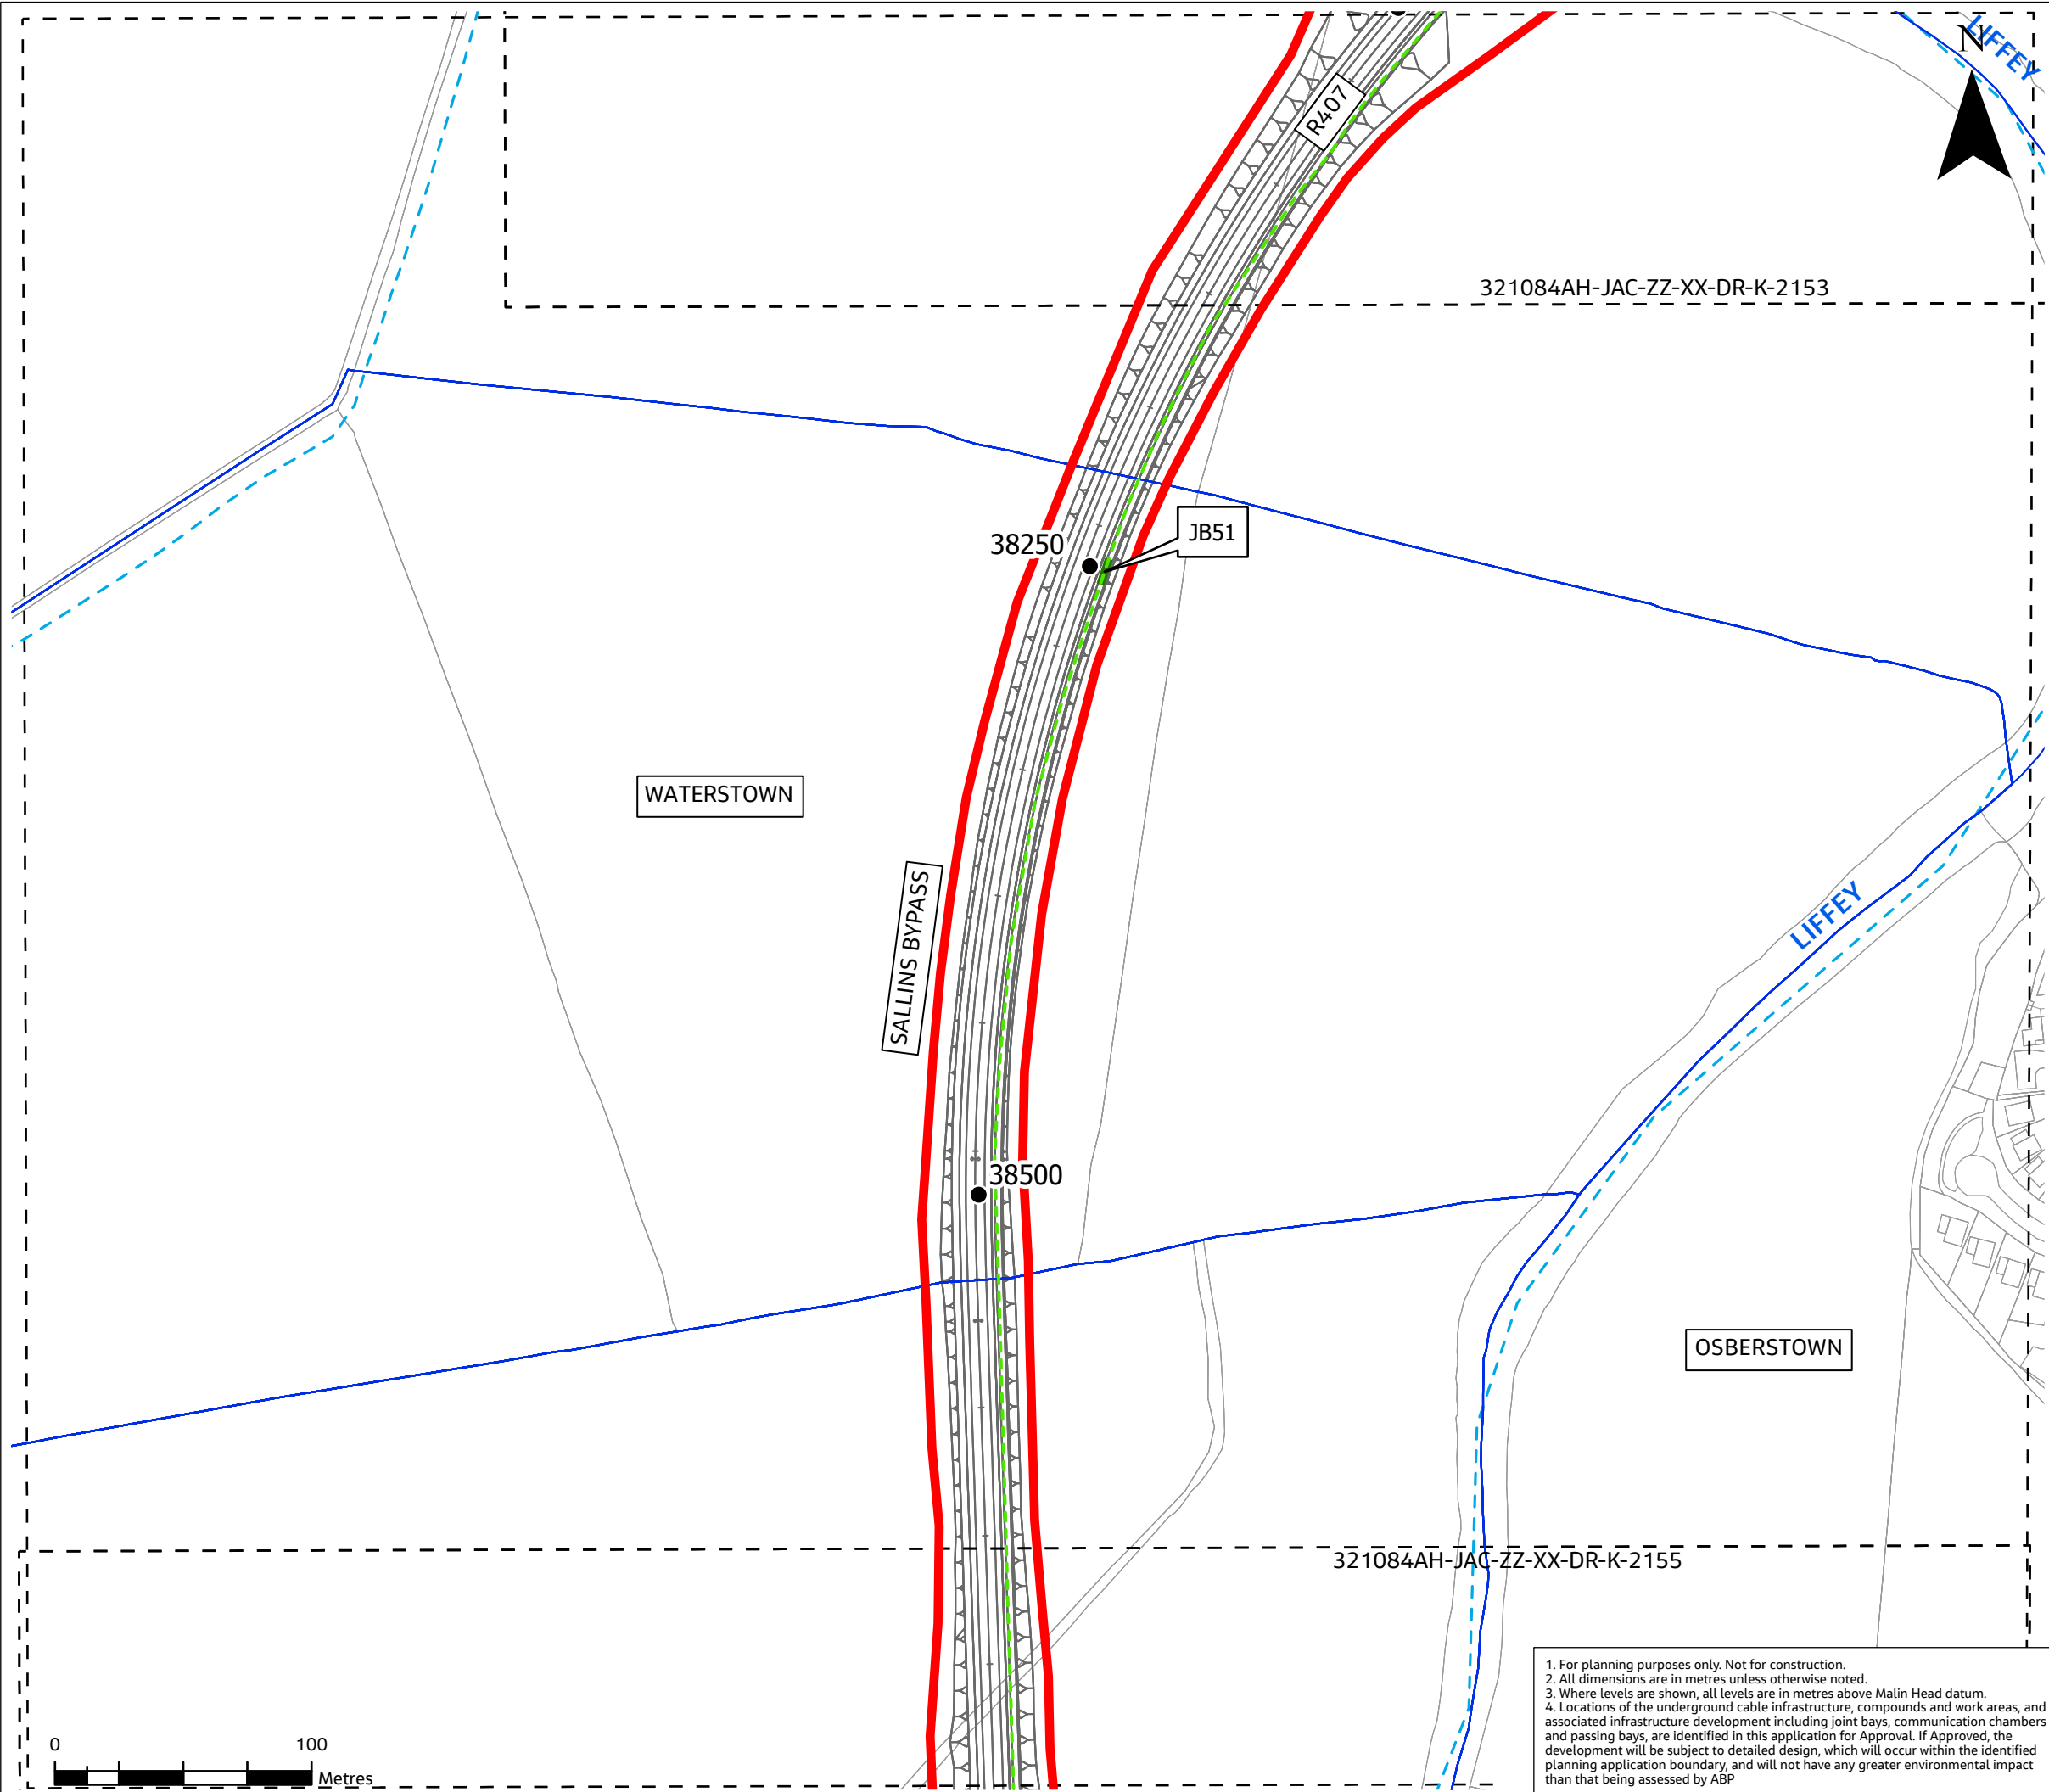 LIFFEY
N
R407
321084AH-JAC-ZZ-XX-DR-K-2153
38250
JB51
WATERSTOWN
SALLINS BYPASS
LIFFEY
38500
OSBERSTOWN
321084AH-JAC-ZZ-XX-DR-K-2155
1. For planning purposes only. Not for construction.
2. All dimensions are in metres unless otherwise noted.
3. Where levels are shown, all levels are in metres above Malin Head datum.
4. Locations of the underground cable infrastructure, compounds and work areas, and
associated infrastructure development including joint bays, communication chambers
and passing bays, are identified in this application for Approval. If Approved, the
development will be subject to detailed design, which will occur within the identified
planning application boundary, and will not have any greater environmental impact
than that being assessed by ABP
0 100
Metres